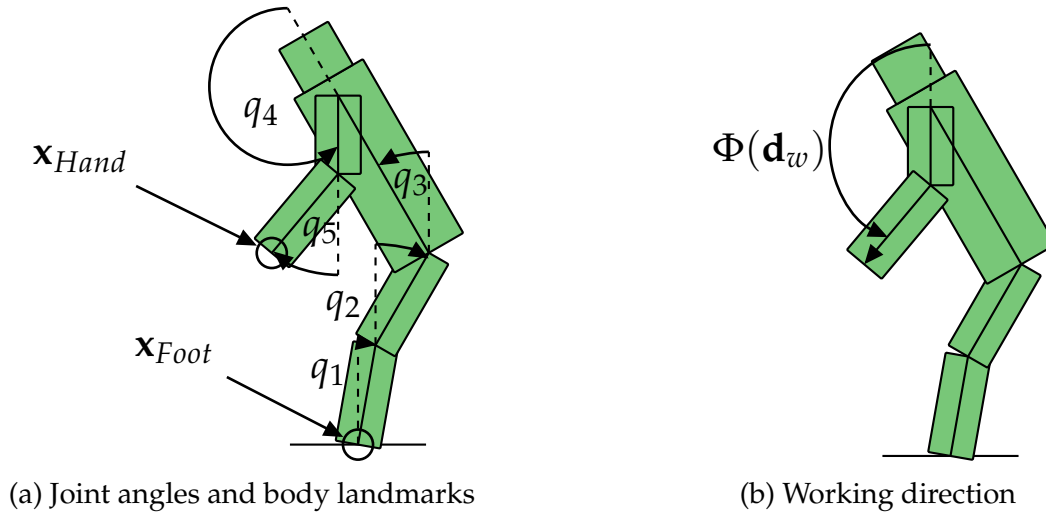 q4
Φ(d_w)
x_Hand
q3
q5
q2
x_Foot
q1
(a) Joint angles and body landmarks
(b) Working direction